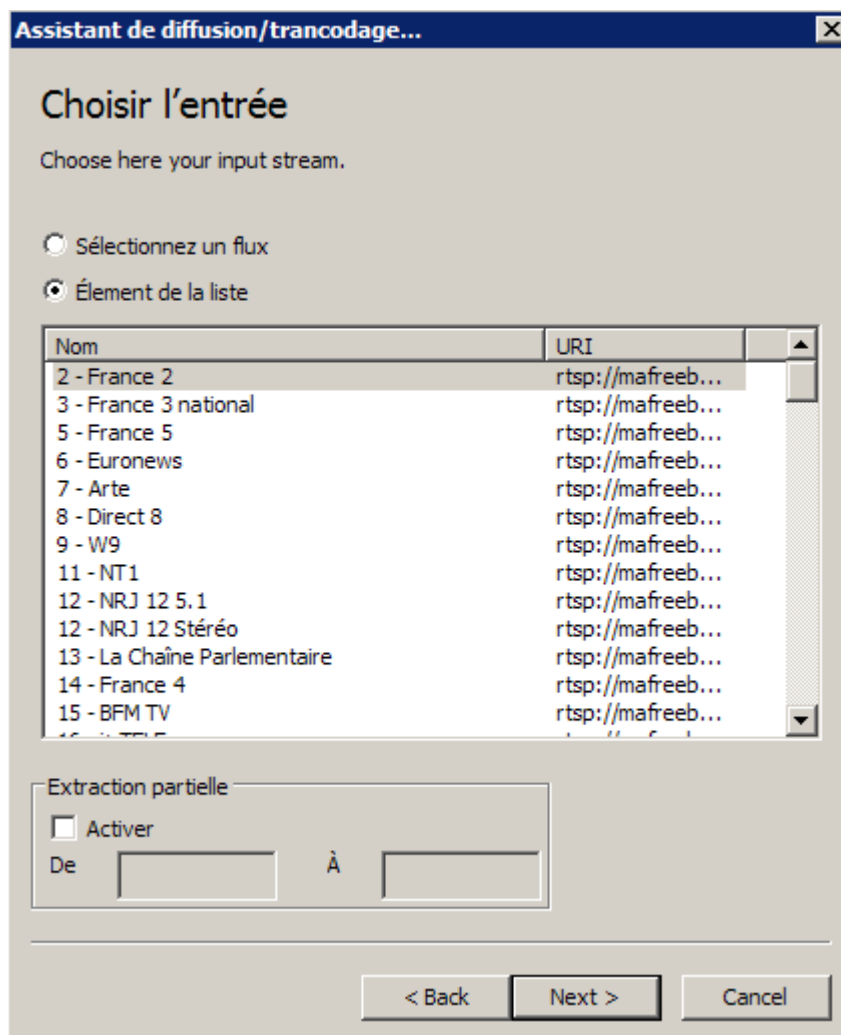 Assistant de diffusion/trancodage...
Choisir l'entrée
Choose here your input stream.
Sélectionnez un flux
Élement de la liste
Nom URI
2 - France 2 rtsp://mafreeb...
3 - France 3 national rtsp://mafreeb...
5 - France 5 rtsp://mafreeb...
6 - Euronews rtsp://mafreeb...
7 - Arte rtsp://mafreeb...
8 - Direct 8 rtsp://mafreeb...
9 - W9 rtsp://mafreeb...
11 - NT1 rtsp://mafreeb...
12 - NRJ 12 5.1 rtsp://mafreeb...
12 - NRJ 12 Stéréo rtsp://mafreeb...
13 - La Chaîne Parlementaire rtsp://mafreeb...
14 - France 4 rtsp://mafreeb...
15 - BFM TV rtsp://mafreeb...
Extraction partielle
Activer
De À
< Back Next > Cancel